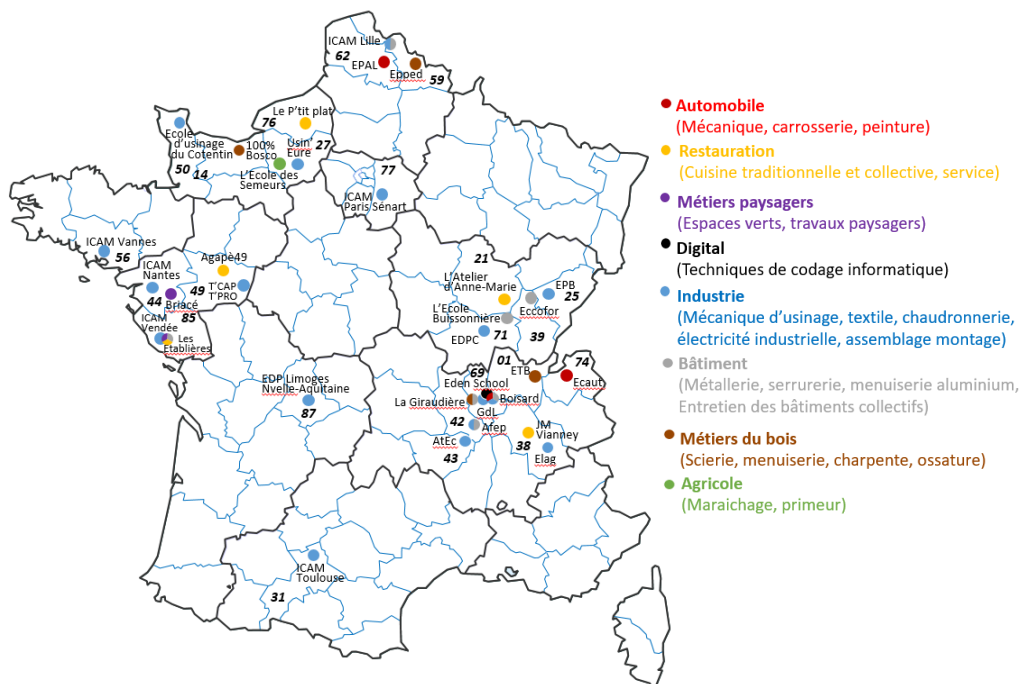 ICAM Lille
62
EPAL
Epped
59
Le P'tit plat
76
Ecole
d'usinage
du Cotentin
100%
Bosco
Usin'
Eure
27
50
14
L'Ecole des
Semeurs
77
ICAM
Paris Sénart
ICAM Vannes
56
ICAM
Nantes
44
Briacé
85
Agapè49
49
T'CAP
T'PRO
ICAM
Vendée
Les
Etablières
21
L'Atelier
d'Anne-Marie
EPB
25
Eccofor
L'Ecole
Buissonnière
EDPC
71
39
01
74
69
ETB
Ecaut
Eden School
La Giraudière
Boisard
GdL
42
Afep
AtEc
43
JM
Vianney
38
Elag
EDP Limoges
Nvelle-Aquitaine
87
ICAM
Toulouse
31
Automobile
(Mécanique, carrosserie, peinture)
Restauration
(Cuisine traditionnelle et collective, service)
Métiers paysagers
(Espaces verts, travaux paysagers)
Digital
(Techniques de codage informatique)
Industrie
(Mécanique d'usinage, textile, chaudronnerie,
électricité industrielle, assemblage montage)
Bâtiment
(Métallerie, serrurerie, menuiserie aluminium,
Entretien des bâtiments collectifs)
Métiers du bois
(Scierie, menuiserie, charpente, ossature)
Agricole
(Maraichage, primeur)